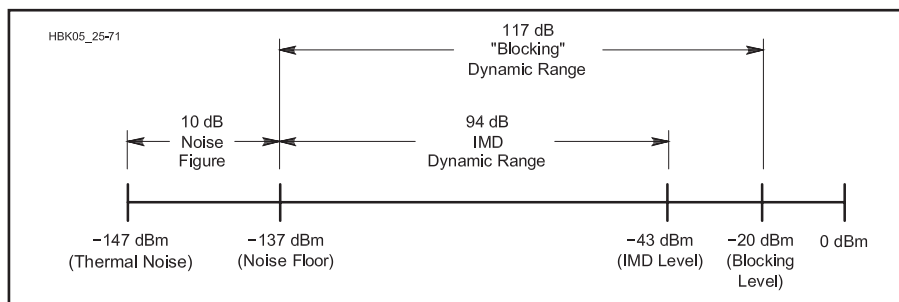 HBK05_25-71
117 dB
"Blocking"
Dynamic Range
10 dB
Noise
Figure
94 dB
IMD
Dynamic Range
−147 dBm
(Thermal Noise)
−137 dBm
(Noise Floor)
−43 dBm
(IMD Level)
−20 dBm
(Blocking
Level)
0 dBm